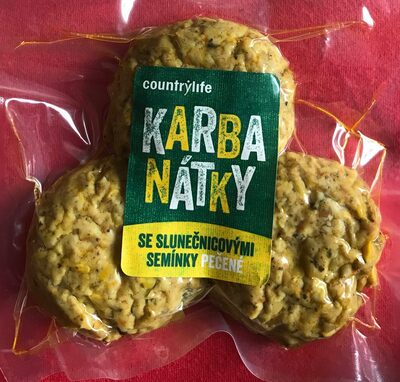 countrylife
KARBA
NÁTKY
SE SLUNEČNICOVÝMI
SEMÍNKY PEČENÉ